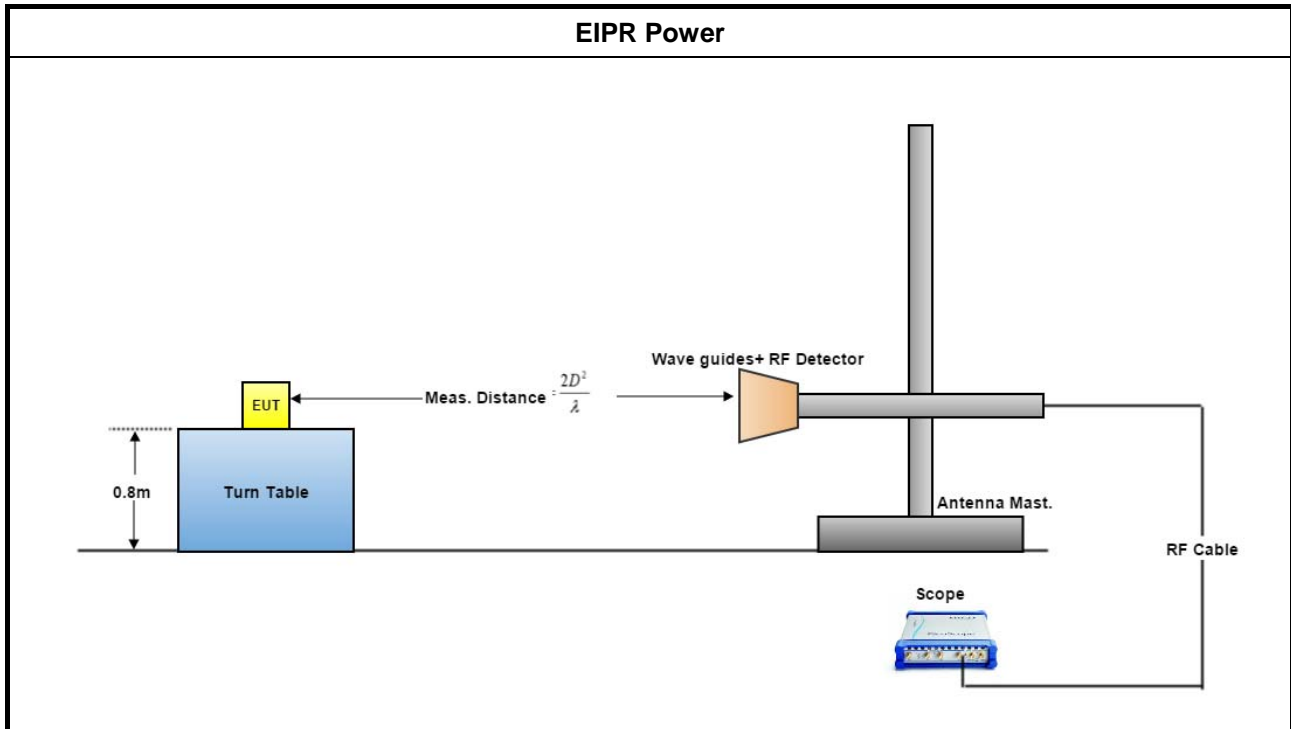 EIPR Power
Wave guides+ RF Detector
EUT
Meas. Distance = 2D²/λ
0.8m
Turn Table
Antenna Mast.
RF Cable
Scope